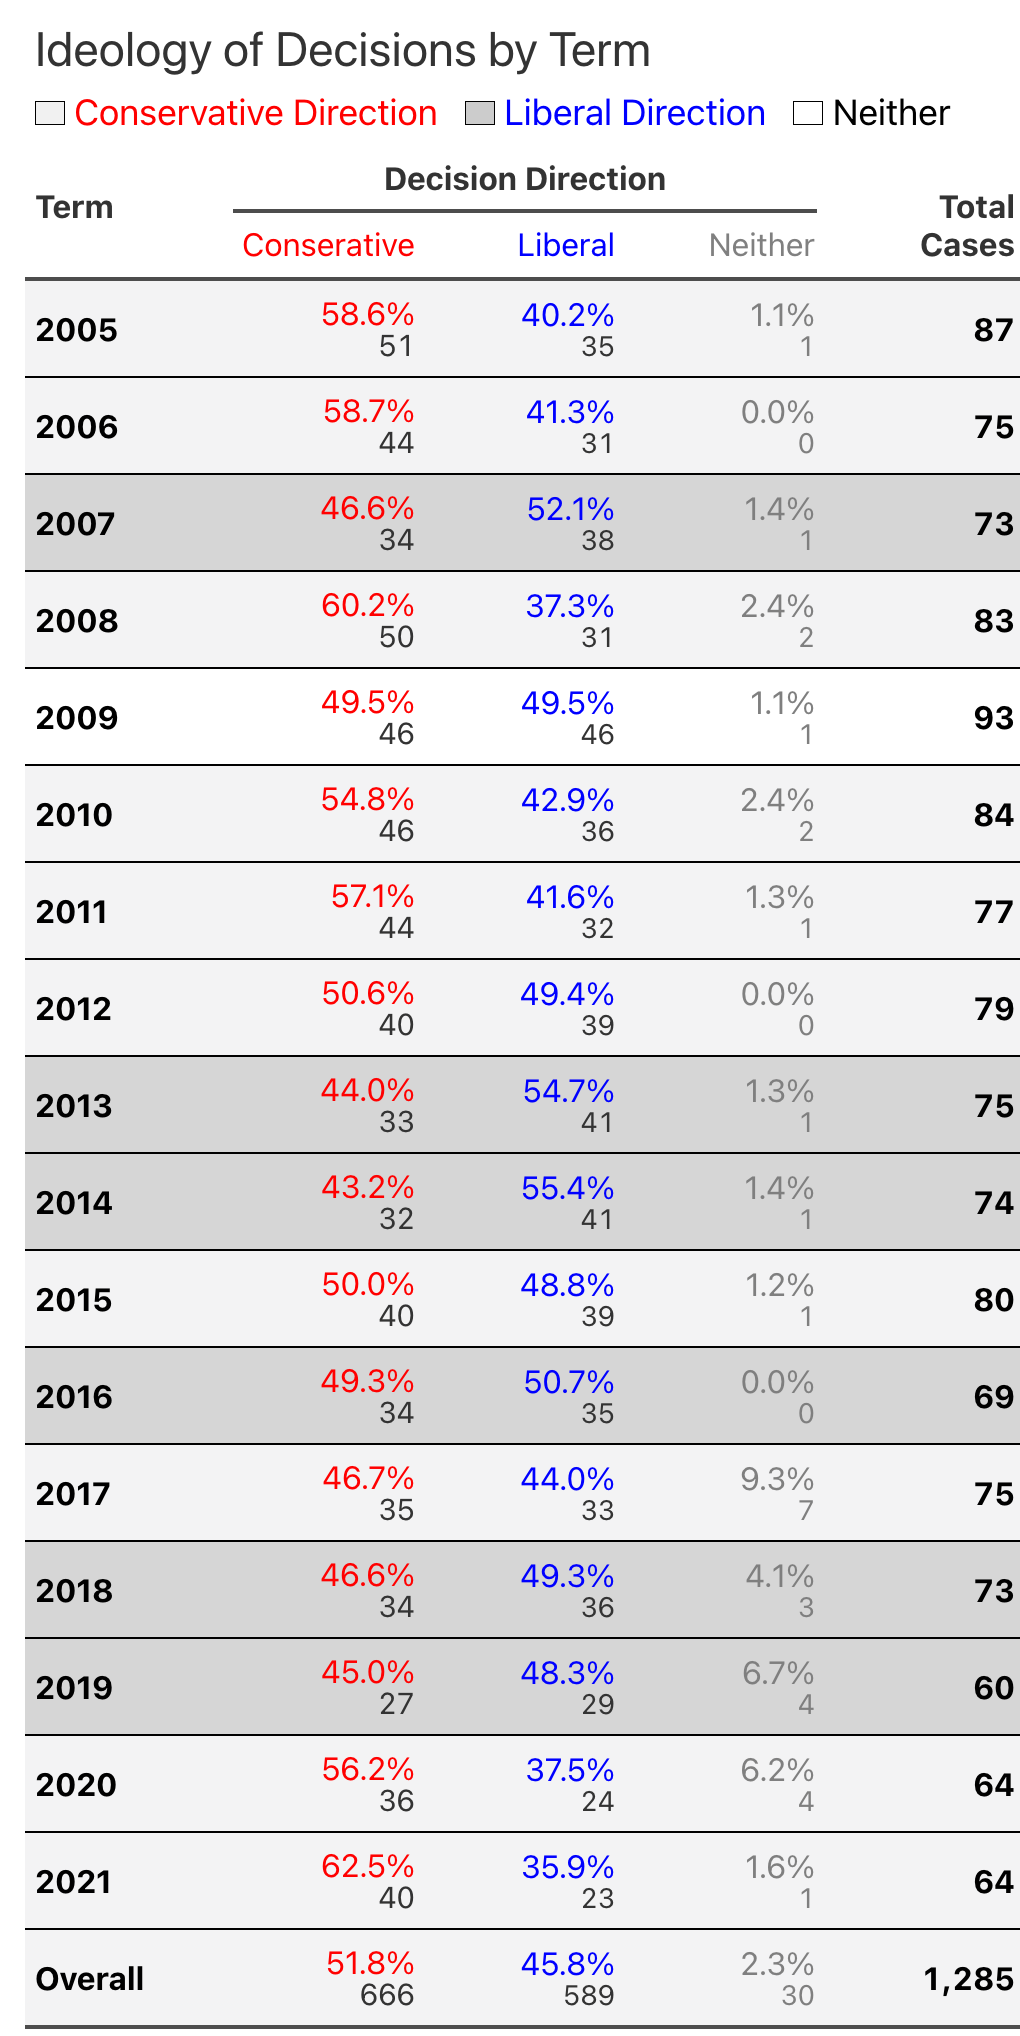 Ideology of Decisions by Term
Conservative Direction Liberal Direction Neither
Decision Direction
Term Total
Conserative Liberal Neither Cases
2005 58.6% 40.2% 1.1% 87
51 35 1
2006 58.7% 41.3% 0.0% 75
44 31 0
2007 46.6% 52.1% 1.4% 73
34 38 1
2008 60.2% 37.3% 2.4% 83
50 31 2
2009 49.5% 49.5% 1.1% 93
46 46 1
2010 54.8% 42.9% 2.4% 84
46 36 2
2011 57.1% 41.6% 1.3% 77
44 32 1
2012 50.6% 49.4% 0.0% 79
40 39 0
2013 44.0% 54.7% 1.3% 75
33 41 1
2014 43.2% 55.4% 1.4% 74
32 41 1
2015 50.0% 48.8% 1.2% 80
40 39 1
2016 49.3% 50.7% 0.0% 69
34 35 0
2017 46.7% 44.0% 9.3% 75
35 33 7
2018 46.6% 49.3% 4.1% 73
34 36 3
2019 45.0% 48.3% 6.7% 60
27 29 4
2020 56.2% 37.5% 6.2% 64
36 24 4
2021 62.5% 35.9% 1.6% 64
40 23 1
Overall 51.8% 45.8% 2.3% 1,285
666 589 30